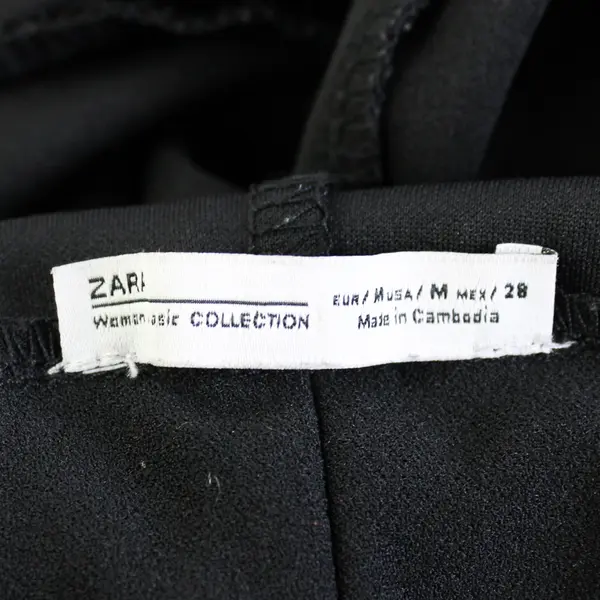 ZARA
Woman Basic COLLECTION
EUR / M USA / M MEX / 28
Made in Cambodia